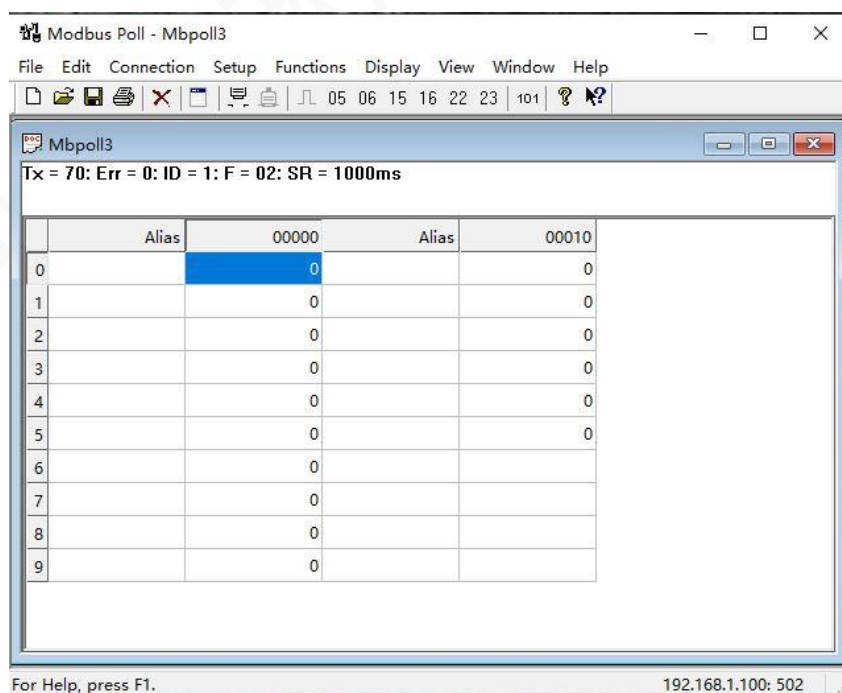 Modbus Poll - Mbpoll3
File Edit Connection Setup Functions Display View Window Help
05 06 15 16 22 23 101
Mbpoll3
Tx = 70: Err = 0: ID = 1: F = 02: SR = 1000ms
Alias 00000 Alias 00010
0 0 0
1 0 0
2 0 0
3 0 0
4 0 0
5 0 0
6 0
7 0
8 0
9 0
For Help, press F1. 192.168.1.100: 502